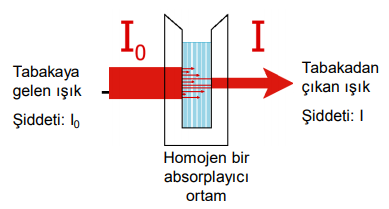 I₀
I
Tabakaya
gelen ışık
Şiddeti: I₀
Tabakadan
çıkan ışık
Şiddeti: I
Homojen bir
absorplayıcı
ortam